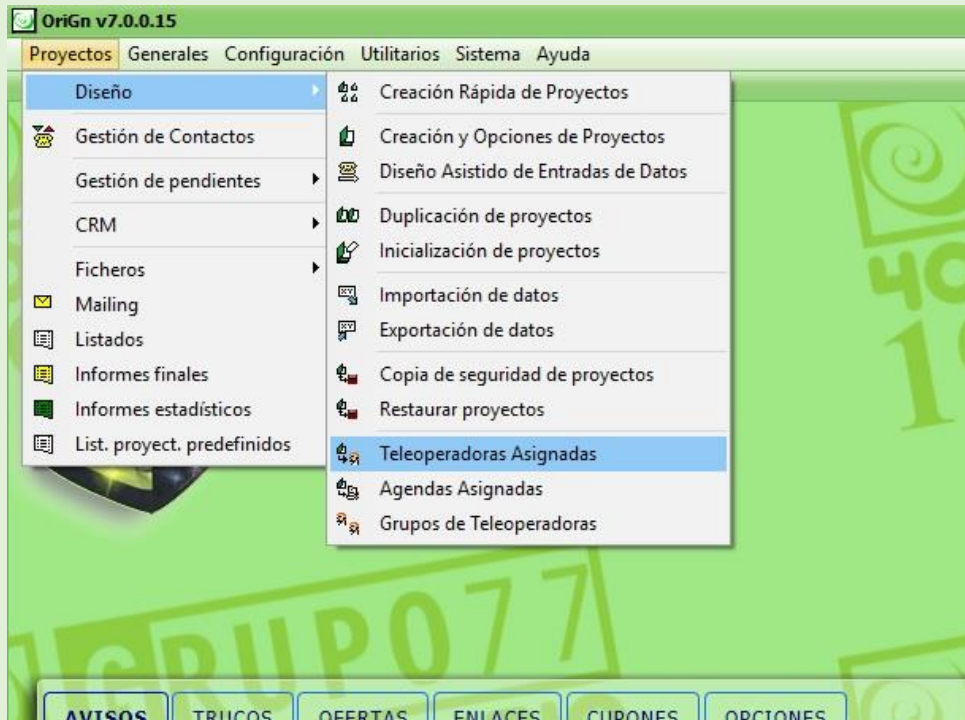 OriGn v7.0.0.15
Proyectos Generales Configuración Utilitarios Sistema Ayuda
Diseño
Gestión de Contactos
Gestión de pendientes
CRM
Ficheros
Mailing
Listados
Informes finales
Informes estadísticos
List. proyect. predefinidos
Creación Rápida de Proyectos
Creación y Opciones de Proyectos
Diseño Asistido de Entradas de Datos
Duplicación de proyectos
Inicialización de proyectos
Importación de datos
Exportación de datos
Copia de seguridad de proyectos
Restaurar proyectos
Teleoperadoras Asignadas
Agendas Asignadas
Grupos de Teleoperadoras
GRUPO77
AVISOS TRUCOS OFERTAS ENLACES CUPONES OPCIONES